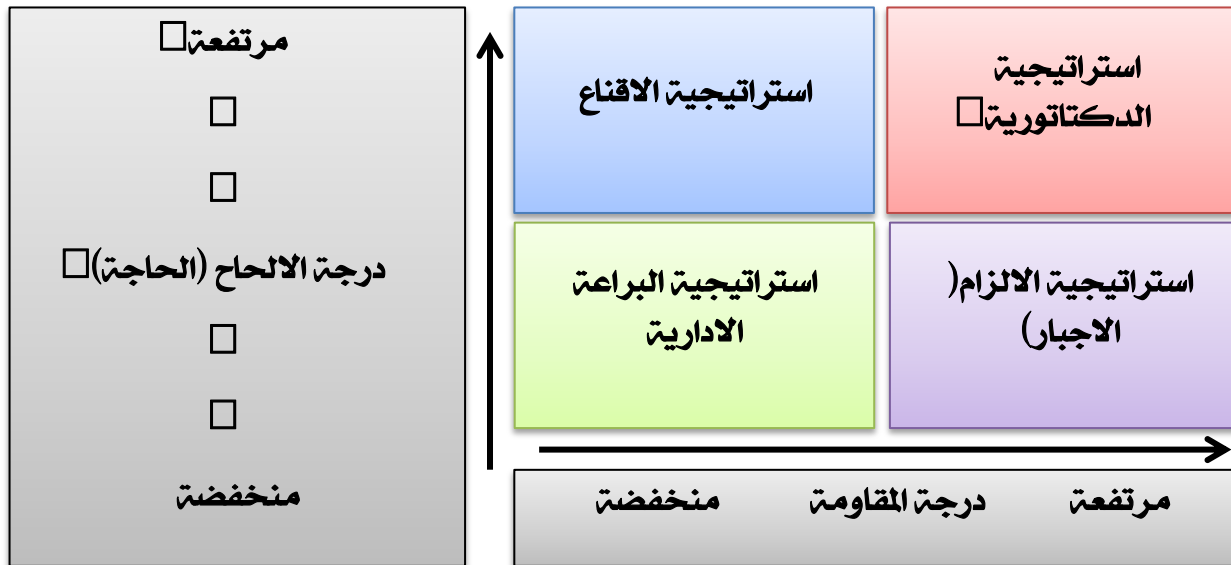 مرتفعة
درجة الالحاح (الحاجة)
منخفضة
استراتيجية الاقناع
استراتيجية
الدكتاتورية
استراتيجية البراعة
الادارية
استراتيجية الالزام(
الاجبار)
منخفضة درجة المقاومة مرتفعة